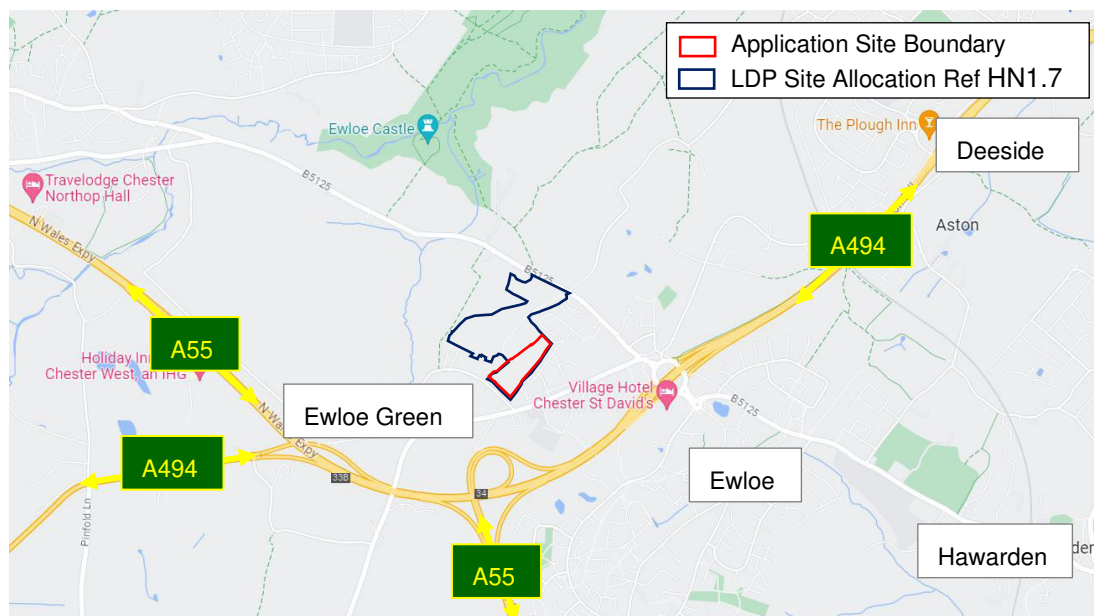 Application Site Boundary
LDP Site Allocation Ref HN1.7
Ewloe Castle
The Plough Inn
Deeside
Travelodge Chester
Northop Hall
B5125
N Wales Expy
A494
Aston
B5125
A55
Holiday In
Chester West, an IHG
Village Hotel
Chester St David's
B5125
Ewloe Green
N Wales Expy
A494
33B
34
Ewloe
Pinfold Ln
A55
Hawarden